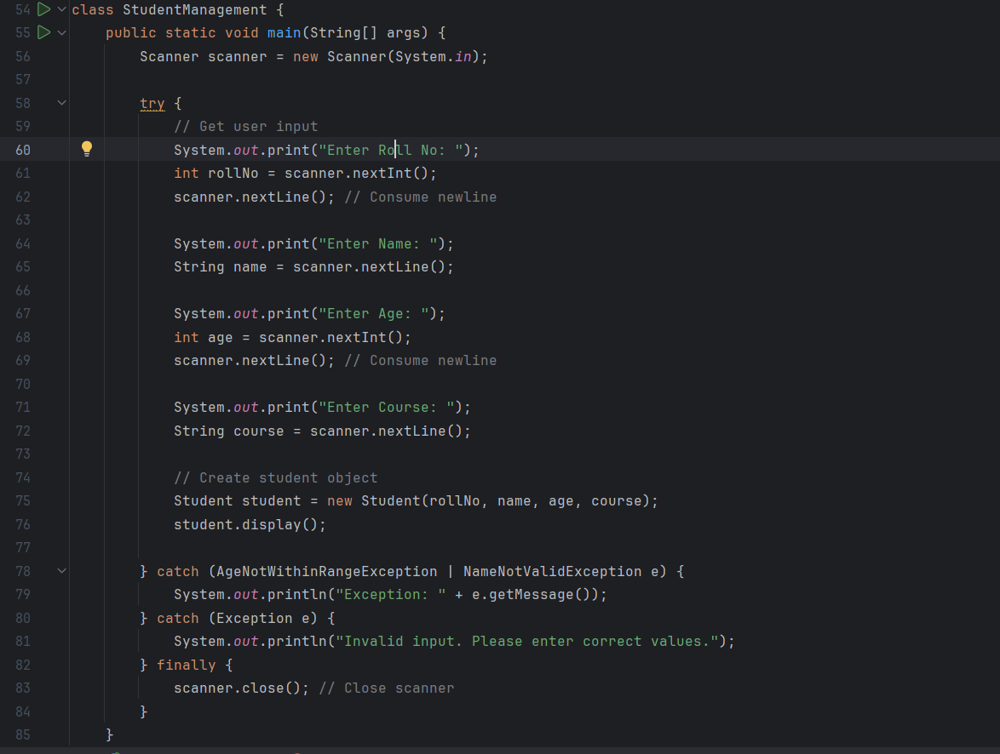 54 class StudentManagement {
55     public static void main(String[] args) {
56         Scanner scanner = new Scanner(System.in);
57
58         try {
59             // Get user input
60             System.out.print("Enter Roll No: ");
61             int rollNo = scanner.nextInt();
62             scanner.nextLine(); // Consume newline
63
64             System.out.print("Enter Name: ");
65             String name = scanner.nextLine();
66
67             System.out.print("Enter Age: ");
68             int age = scanner.nextInt();
69             scanner.nextLine(); // Consume newline
70
71             System.out.print("Enter Course: ");
72             String course = scanner.nextLine();
73
74             // Create student object
75             Student student = new Student(rollNo, name, age, course);
76             student.display();
77
78         } catch (AgeNotWithinRangeException | NameNotValidException e) {
79             System.out.println("Exception: " + e.getMessage());
80         } catch (Exception e) {
81             System.out.println("Invalid input. Please enter correct values.");
82         } finally {
83             scanner.close(); // Close scanner
84         }
85     }